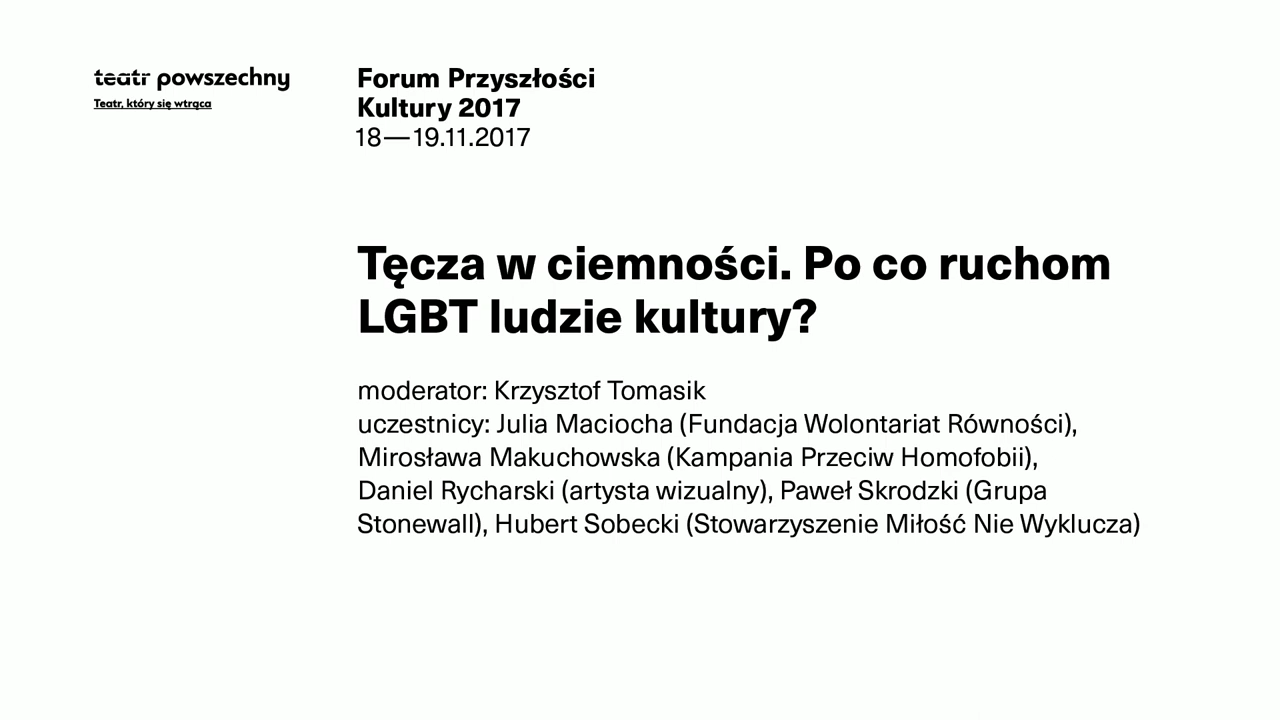 teatr powszechny
Teatr, który się wtrąca
Forum Przyszłości
Kultury 2017
18—19.11.2017
Tęcza w ciemności. Po co ruchom
LGBT ludzie kultury?
moderator: Krzysztof Tomasik
uczestnicy: Julia Maciocha (Fundacja Wolontariat Równości),
Mirosława Makuchowska (Kampania Przeciw Homofobii),
Daniel Rycharski (artysta wizualny), Paweł Skrodzki (Grupa
Stonewall), Hubert Sobecki (Stowarzyszenie Miłość Nie Wyklucza)